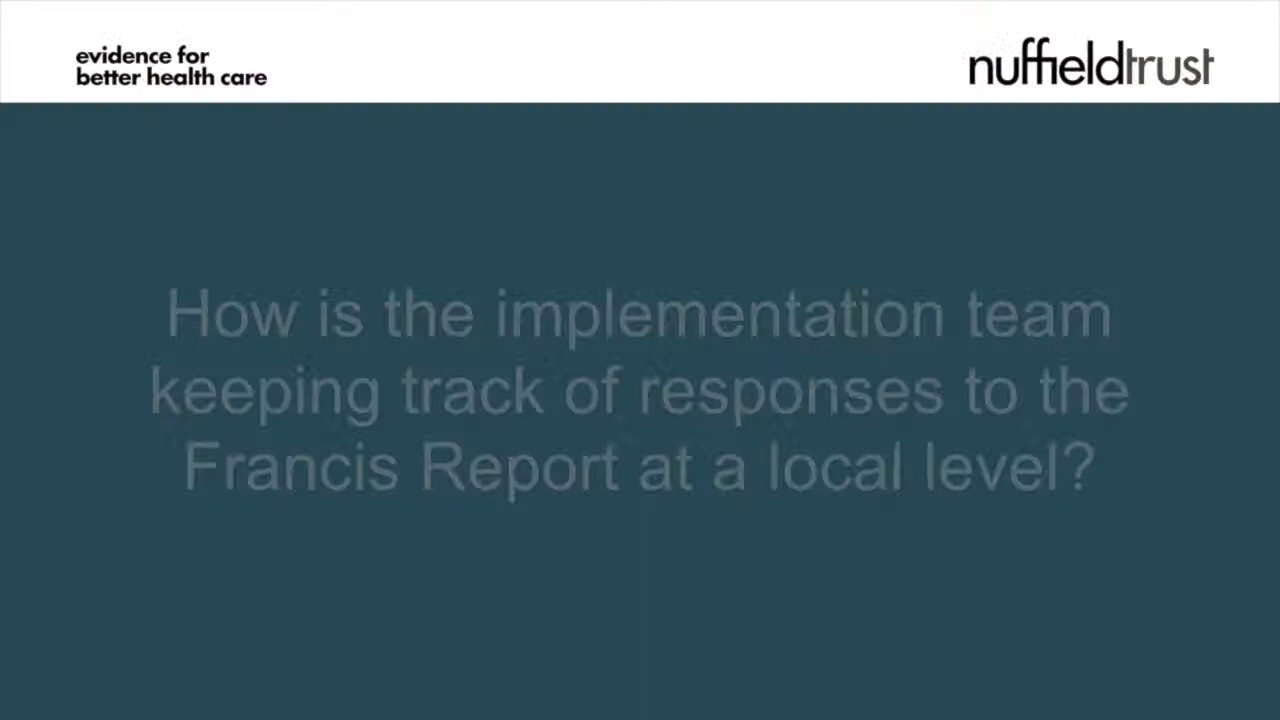 evidence for
better health care
nuffieldtrust
How is the implementation team
keeping track of responses to the
Francis Report at a local level?